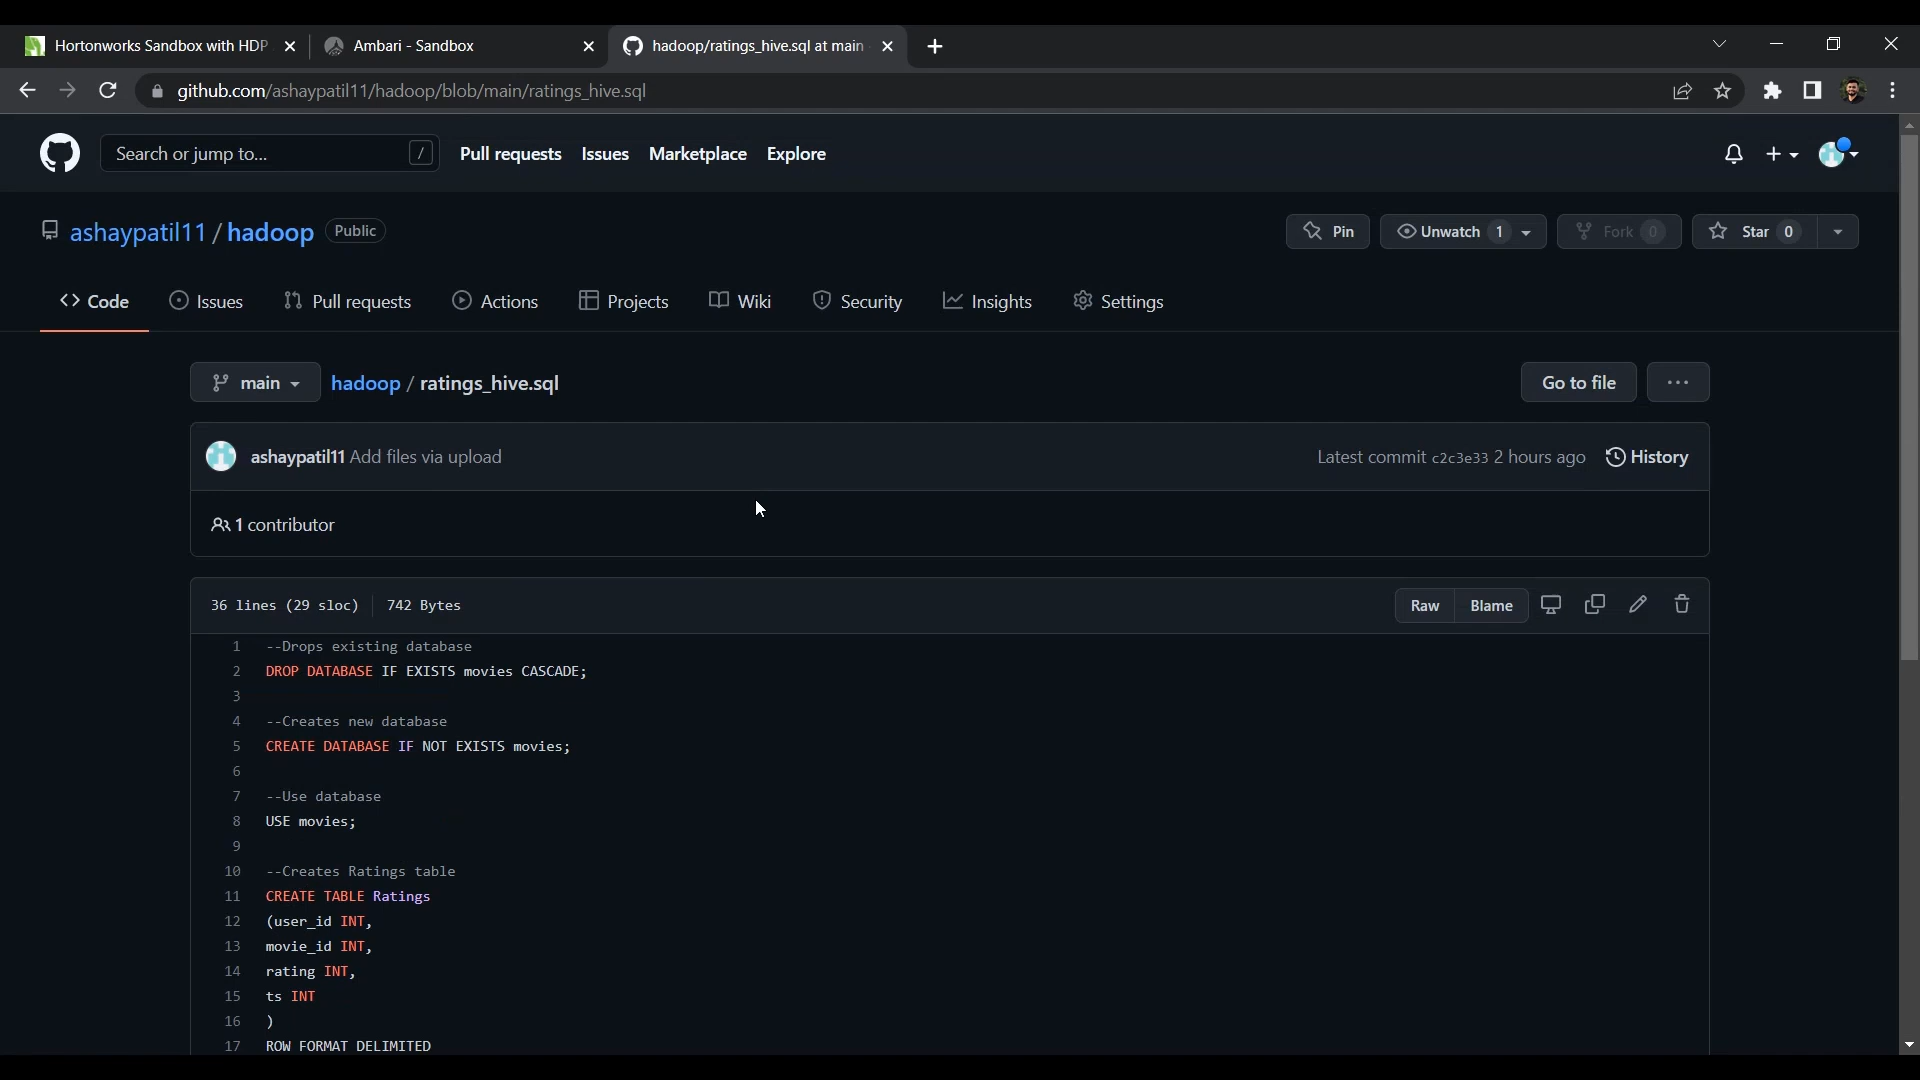 Hortonworks Sandbox with HDP
Ambari - Sandbox
hadoop/ratings_hive.sql at main
github.com/ashaypatil11/hadoop/blob/main/ratings_hive.sql
Search or jump to... /
Pull requests Issues Marketplace Explore
ashaypatil11 / hadoop Public
Pin Unwatch 1 Fork 0 Star 0
Code Issues Pull requests Actions Projects Wiki Security Insights Settings
main hadoop / ratings_hive.sql Go to file ...
ashaypatil11 Add files via upload Latest commit c2c3e33 2 hours ago History
1 contributor
36 lines (29 sloc) 742 Bytes Raw Blame
1 --Drops existing database
2 DROP DATABASE IF EXISTS movies CASCADE;
3
4 --Creates new database
5 CREATE DATABASE IF NOT EXISTS movies;
6
7 --Use database
8 USE movies;
9
10 --Creates Ratings table
11 CREATE TABLE Ratings
12 (user_id INT,
13 movie_id INT,
14 rating INT,
15 ts INT
16 )
17 ROW FORMAT DELIMITED